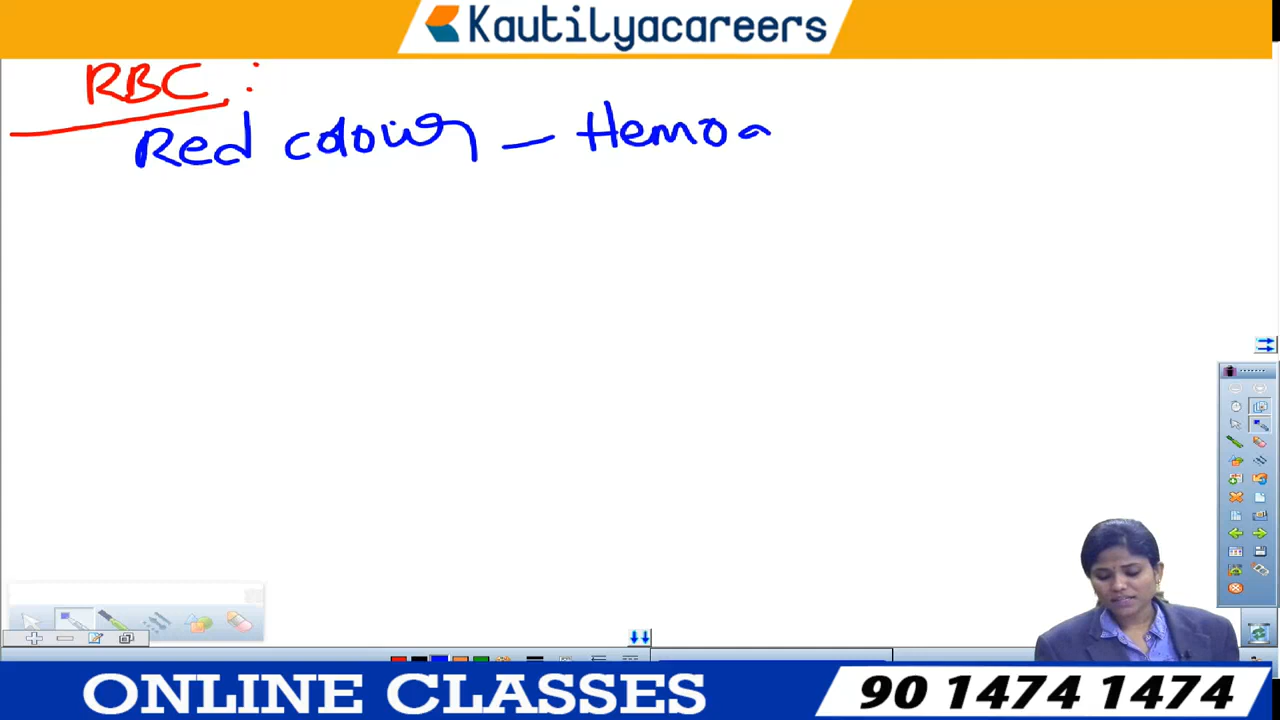 Kautilyacareers
RBC :
Red colour – Hemo
ONLINE CLASSES
90 1474 1474